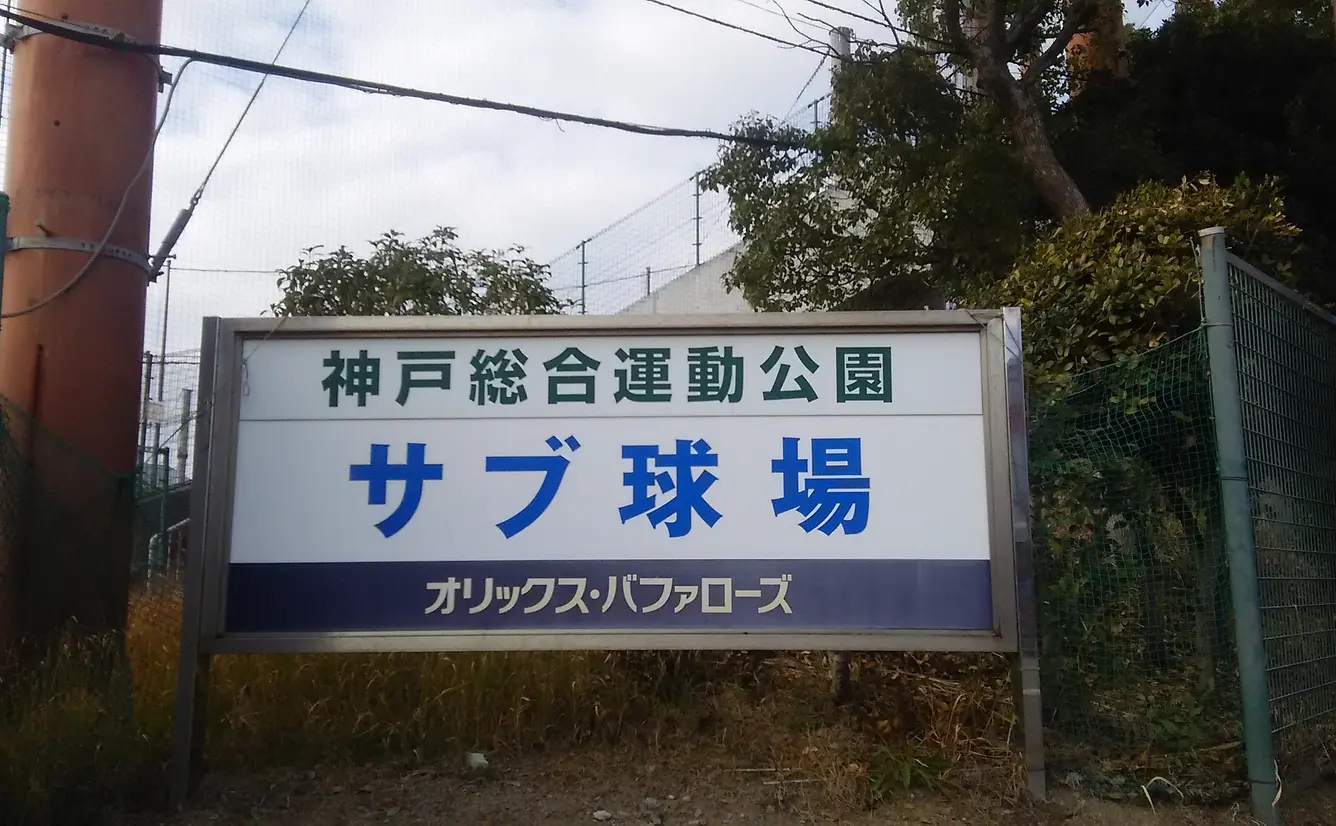 神戸総合運動公園
サブ球場
オリックス・バファローズ